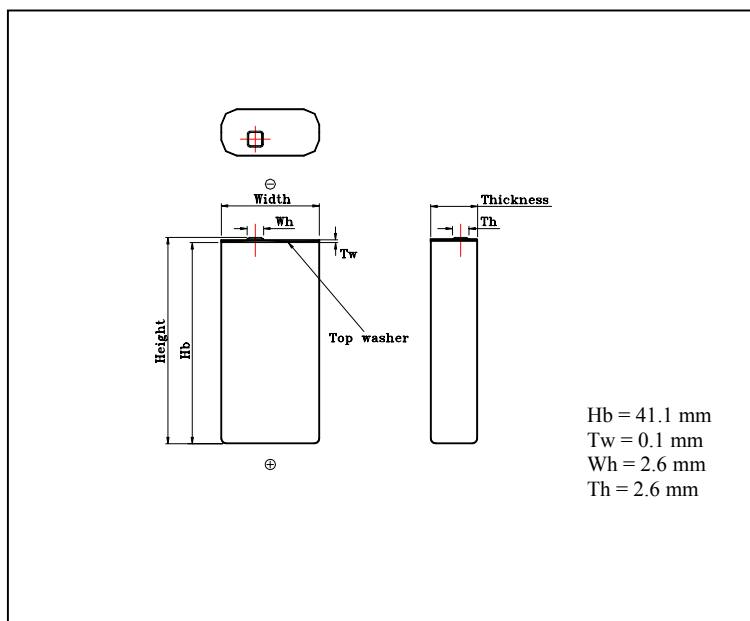 ⊖
Width
Thickness
Wh
Th
Tw
Height
Hb
Top washer
⊕
Hb = 41.1 mm
Tw = 0.1 mm
Wh = 2.6 mm
Th = 2.6 mm